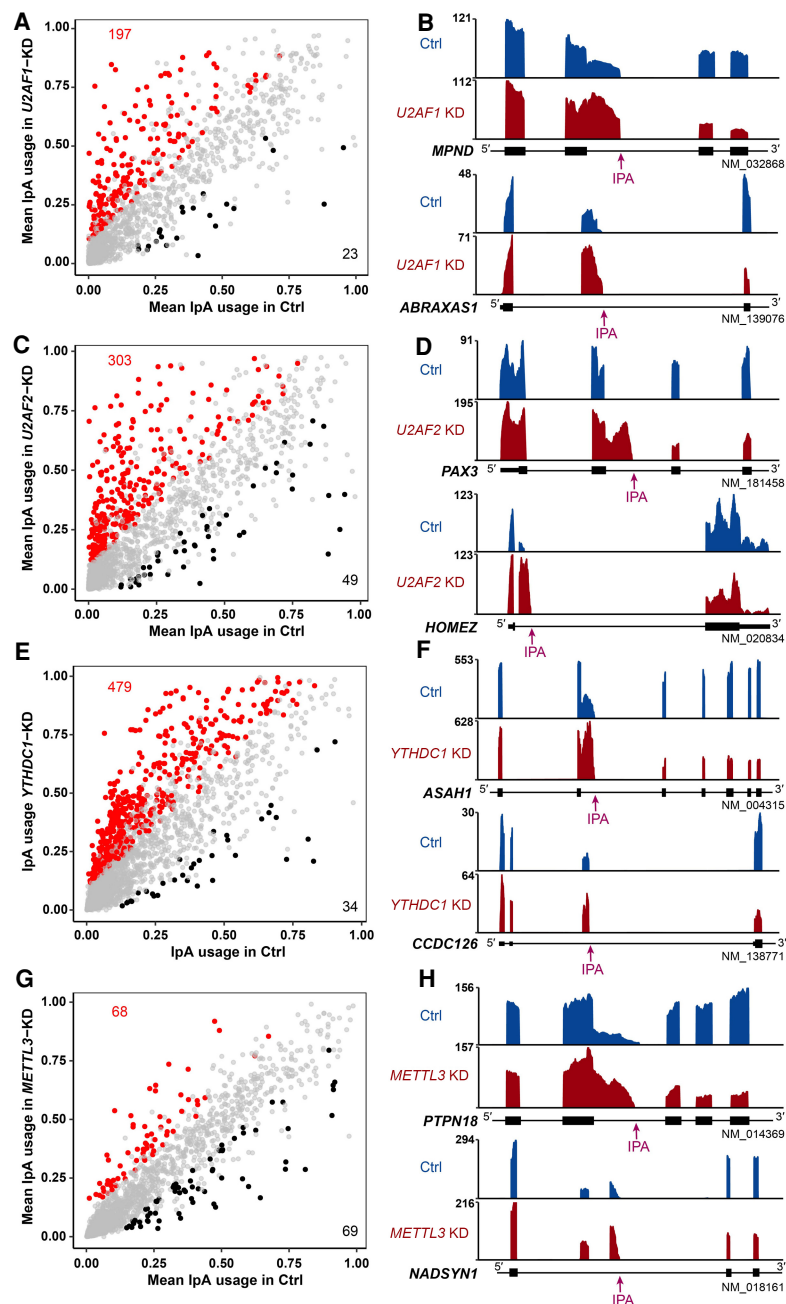 A
197
Mean IpA usage in U2AF1−KD
1.00
0.75
0.50
0.25
0.00
23
0.00 0.25 0.50 0.75 1.00
Mean IpA usage in Ctrl
B
121
Ctrl
112
U2AF1 KD
5′ 3′
MPND
NM_032868
IPA
48
Ctrl
71
U2AF1 KD
5′ 3′
ABRAXAS1
NM_139076
IPA
C
303
Mean IpA usage in U2AF2−KD
1.00
0.75
0.50
0.25
0.00
49
0.00 0.25 0.50 0.75 1.00
Mean IpA usage in Ctrl
D
91
Ctrl
195
U2AF2 KD
5′ 3′
PAX3
NM_181458
IPA
123
Ctrl
123
U2AF2 KD
5′ 3′
HOMEZ
NM_020834
IPA
E
479
IpA usage YTHDC1−KD
1.00
0.75
0.50
0.25
0.00
34
0.00 0.25 0.50 0.75 1.00
IpA usage in Ctrl
F
553
Ctrl
628
YTHDC1 KD
5′ 3′
ASAH1
NM_004315
IPA
30
Ctrl
64
YTHDC1 KD
5′ 3′
CCDC126
NM_138771
IPA
G
68
Mean IpA usage in METTL3−KD
1.00
0.75
0.50
0.25
0.00
69
0.00 0.25 0.50 0.75 1.00
Mean IpA usage in Ctrl
H
156
Ctrl
157
METTL3 KD
5′ 3′
PTPN18
NM_014369
IPA
294
Ctrl
216
METTL3 KD
5′ 3′
NADSYN1
NM_018161
IPA